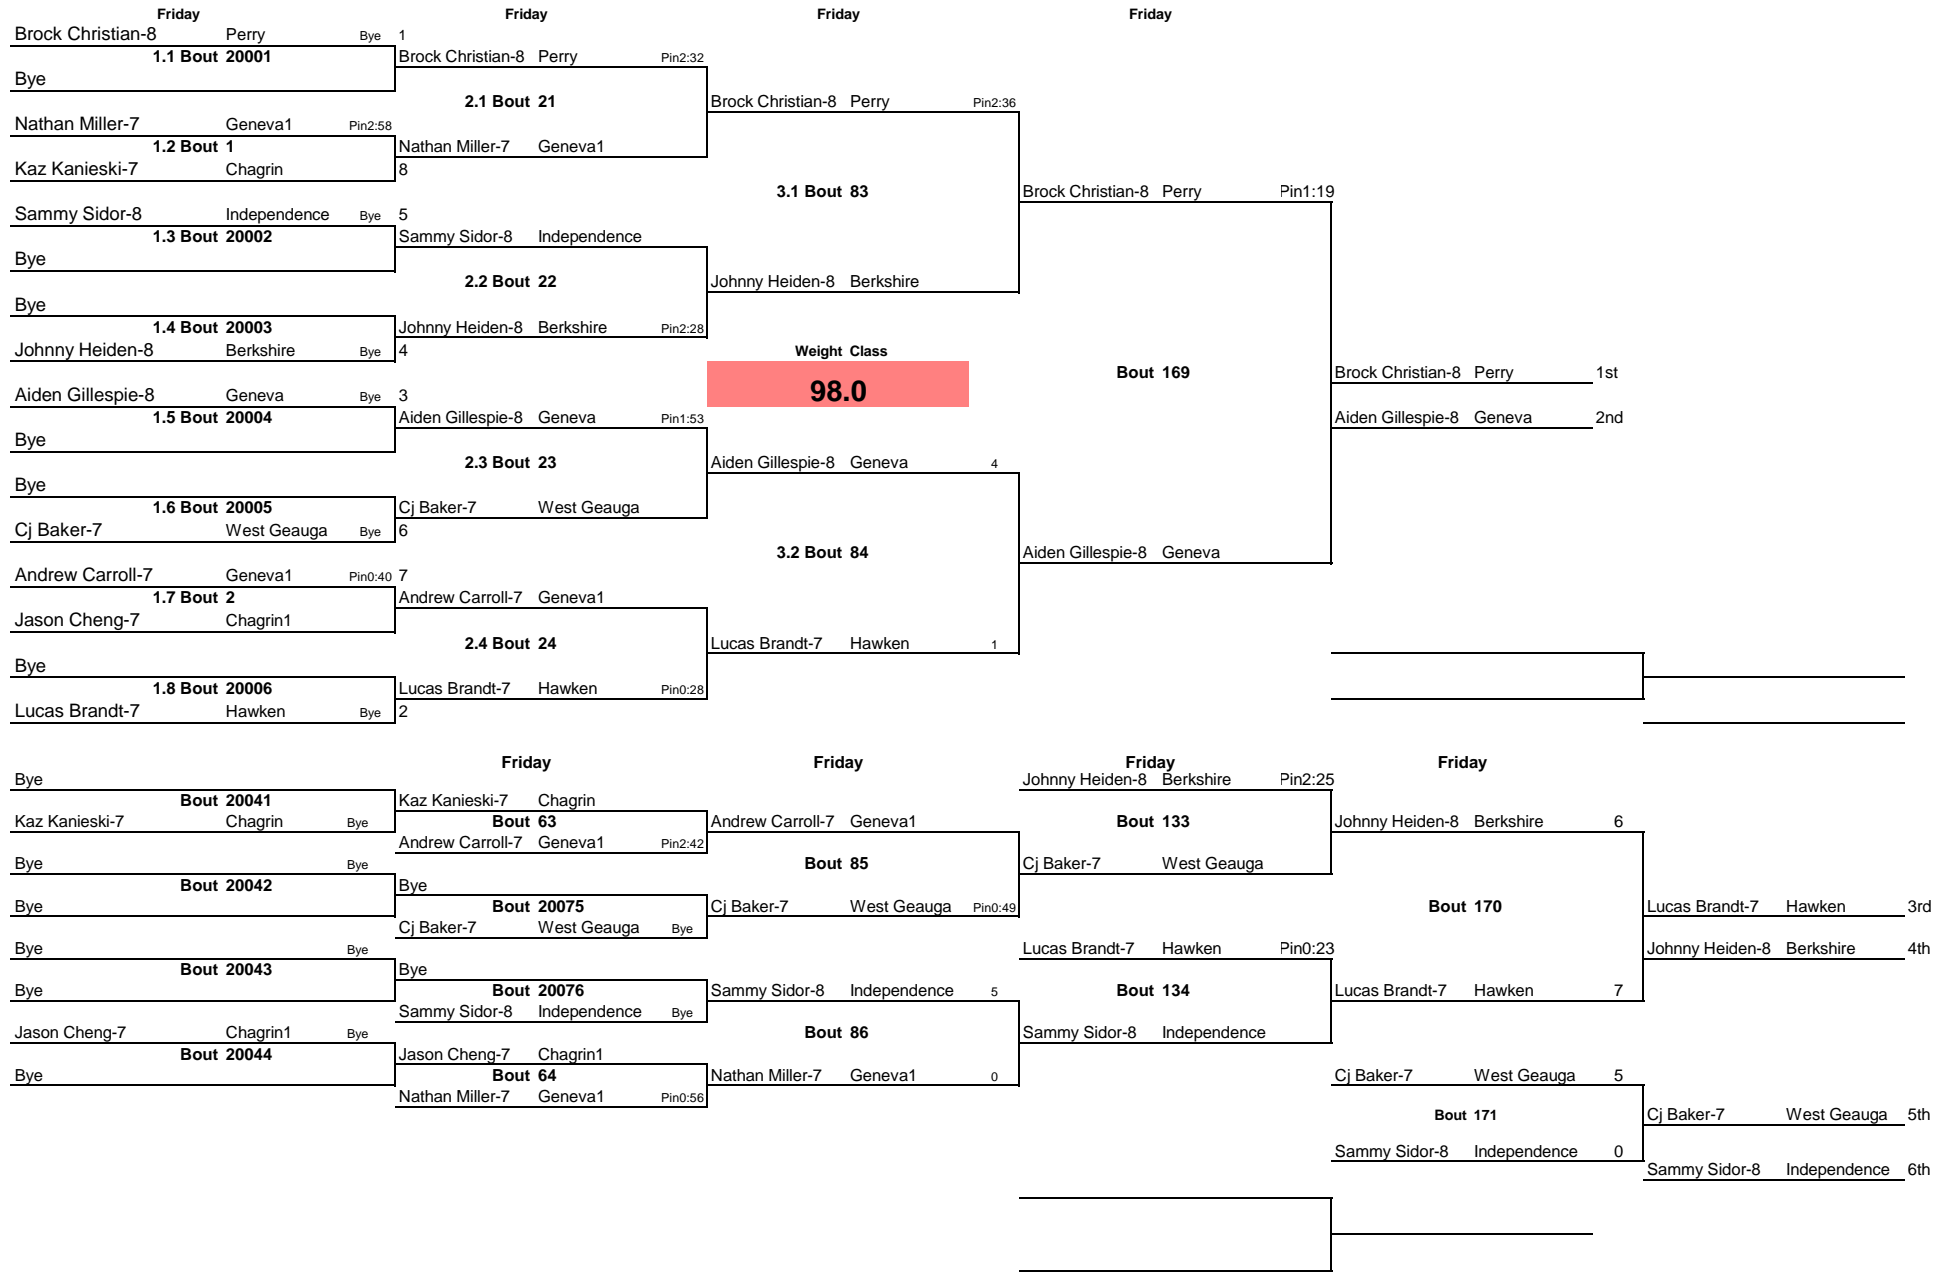 Friday Friday Friday Friday
Brock Christian-8 Perry Bye 1
1.1 Bout 20001 Brock Christian-8 Perry Pin2:32
Bye
2.1 Bout 21 Brock Christian-8 Perry Pin2:36
Nathan Miller-7 Geneva1 Pin2:58
1.2 Bout 1 Nathan Miller-7 Geneva1
Kaz Kanieski-7 Chagrin 8
3.1 Bout 83 Brock Christian-8 Perry Pin1:19
Sammy Sidor-8 Independence Bye 5
1.3 Bout 20002 Sammy Sidor-8 Independence
Bye
2.2 Bout 22 Johnny Heiden-8 Berkshire
Bye
1.4 Bout 20003 Johnny Heiden-8 Berkshire Pin2:28
Johnny Heiden-8 Berkshire Bye 4 Weight Class
Bout 169 Brock Christian-8 Perry 1st
98.0
Aiden Gillespie-8 Geneva Bye 3
1.5 Bout 20004 Aiden Gillespie-8 Geneva Pin1:53 Aiden Gillespie-8 Geneva 2nd
Bye
2.3 Bout 23 Aiden Gillespie-8 Geneva 4
Bye
1.6 Bout 20005 Cj Baker-7 West Geauga
Cj Baker-7 West Geauga Bye 6
3.2 Bout 84 Aiden Gillespie-8 Geneva
Andrew Carroll-7 Geneva1 Pin0:40 7
1.7 Bout 2 Andrew Carroll-7 Geneva1
Jason Cheng-7 Chagrin1
2.4 Bout 24 Lucas Brandt-7 Hawken 1
Bye
1.8 Bout 20006 Lucas Brandt-7 Hawken Pin0:28
Lucas Brandt-7 Hawken Bye 2
Friday Friday Friday Friday
Bye Johnny Heiden-8 Berkshire Pin2:25
Bout 20041 Kaz Kanieski-7 Chagrin
Kaz Kanieski-7 Chagrin Bye Bout 63 Andrew Carroll-7 Geneva1 Bout 133 Johnny Heiden-8 Berkshire 6
Andrew Carroll-7 Geneva1 Pin2:42
Bye Bye Bout 85 Cj Baker-7 West Geauga
Bout 20042 Bye
Bye Bout 20075 Cj Baker-7 West Geauga Pin0:49 Bout 170 Lucas Brandt-7 Hawken 3rd
Cj Baker-7 West Geauga Bye
Bye Bye Lucas Brandt-7 Hawken Pin0:23 Johnny Heiden-8 Berkshire 4th
Bout 20043 Bye
Bye Bout 20076 Sammy Sidor-8 Independence 5 Bout 134 Lucas Brandt-7 Hawken 7
Sammy Sidor-8 Independence Bye
Jason Cheng-7 Chagrin1 Bye Bout 86 Sammy Sidor-8 Independence
Bout 20044 Jason Cheng-7 Chagrin1
Bye Bout 64 Nathan Miller-7 Geneva1 0 Cj Baker-7 West Geauga 5
Nathan Miller-7 Geneva1 Pin0:56
Bout 171 Cj Baker-7 West Geauga 5th
Sammy Sidor-8 Independence 0
Sammy Sidor-8 Independence 6th